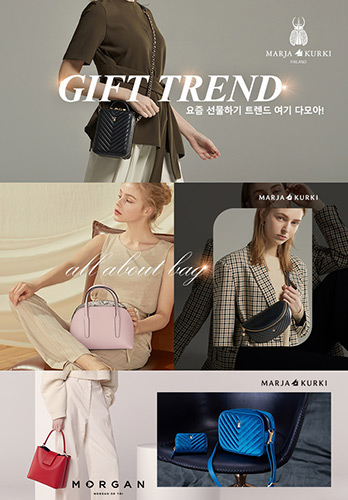 MARJA KURKI
FINLAND
GIFT TREND
요즘 선물하기 트렌드 여기 다모아!
MARJA KURKI
all about bag
MARJA KURKI
MORGAN
MORGAN DE TOI